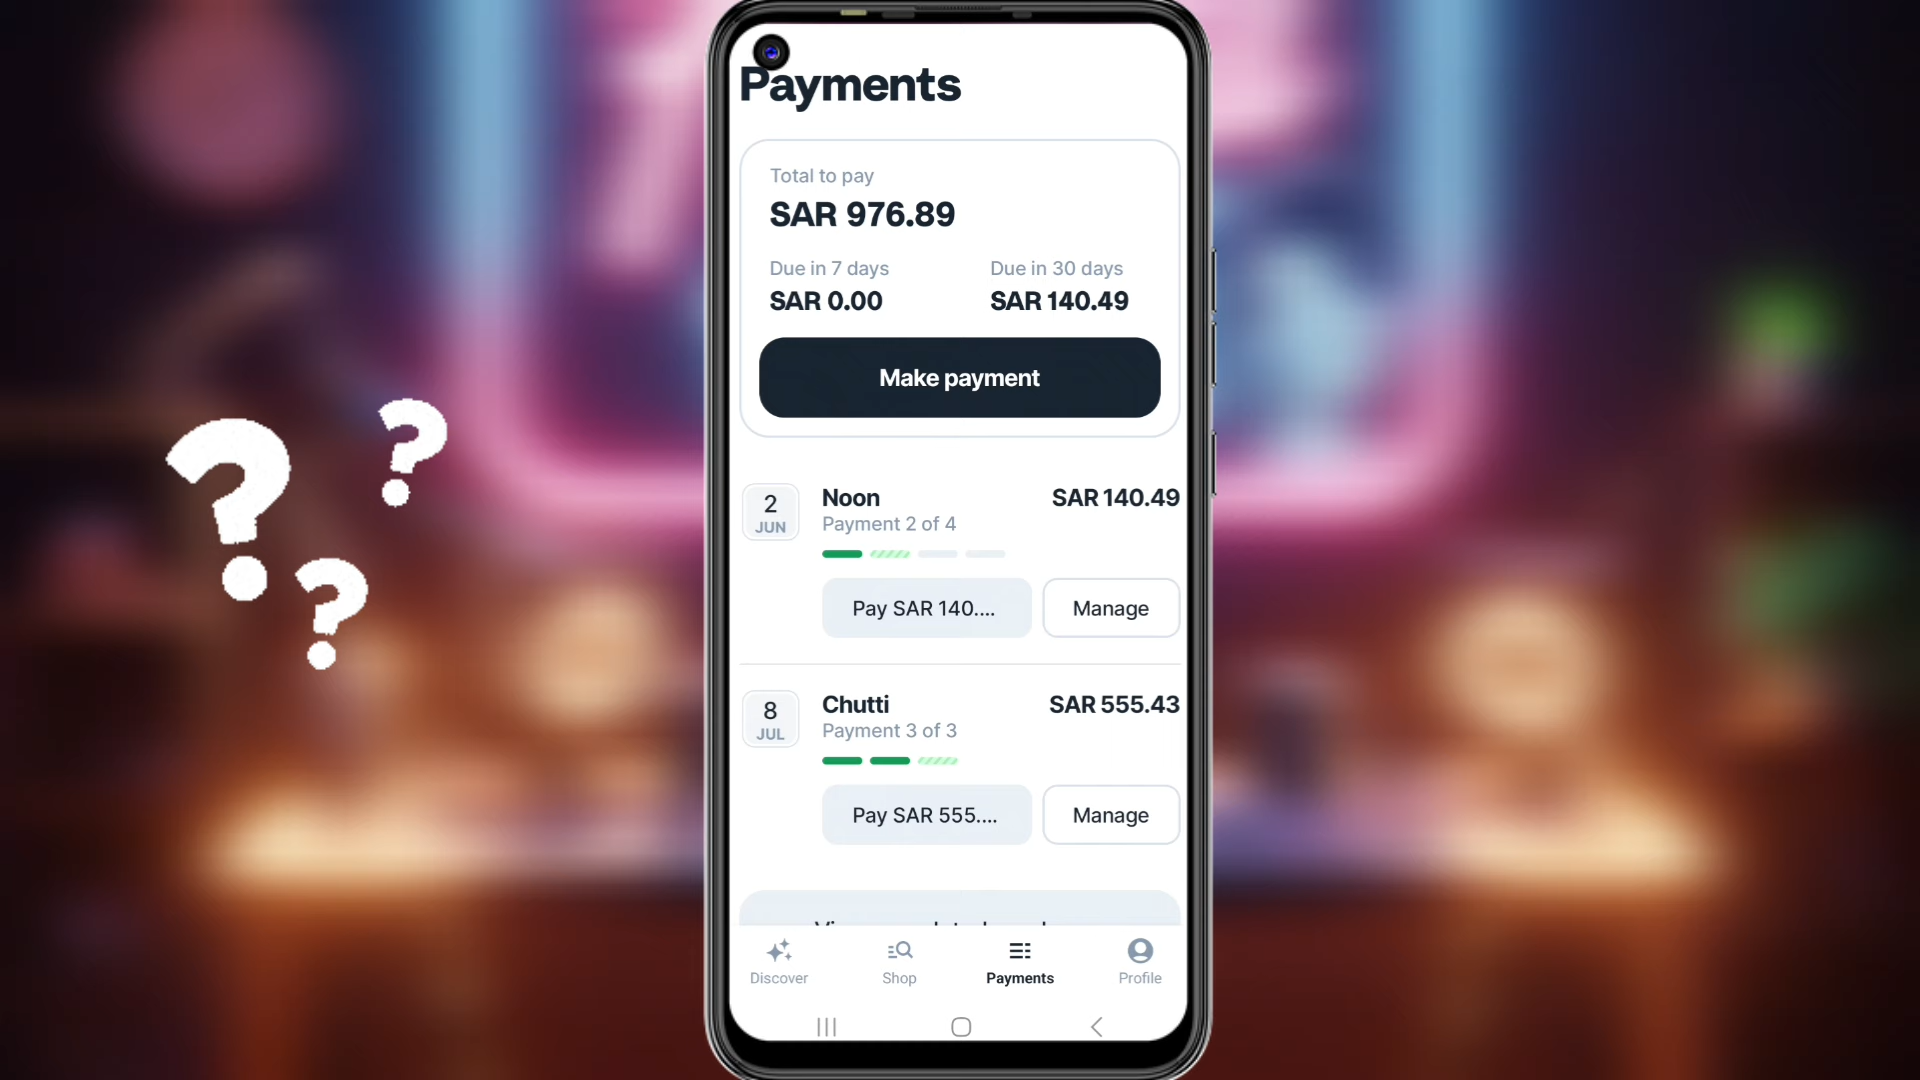 Payments
Total to pay
SAR 976.89
Due in 7 days
Due in 30 days
SAR 0.00
SAR 140.49
Make payment
2
JUN
Noon
SAR 140.49
Payment 2 of 4
Pay SAR 140....
Manage
8
JUL
Chutti
SAR 555.43
Payment 3 of 3
Pay SAR 555....
Manage
Discover
Shop
Payments
Profile
? ? ?